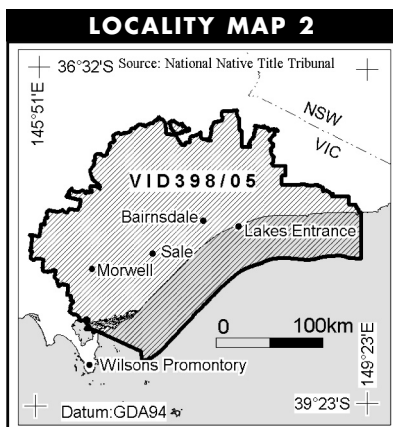 LOCALITY MAP 2
36°32'S Source: National Native Title Tribunal
145°51'E
NSW
VIC
VID398/05
Bairnsdale
Lakes Entrance
Sale
Morwell
0 100km
Wilsons Promontory
149°23'E
39°23'S
Datum:GDA94